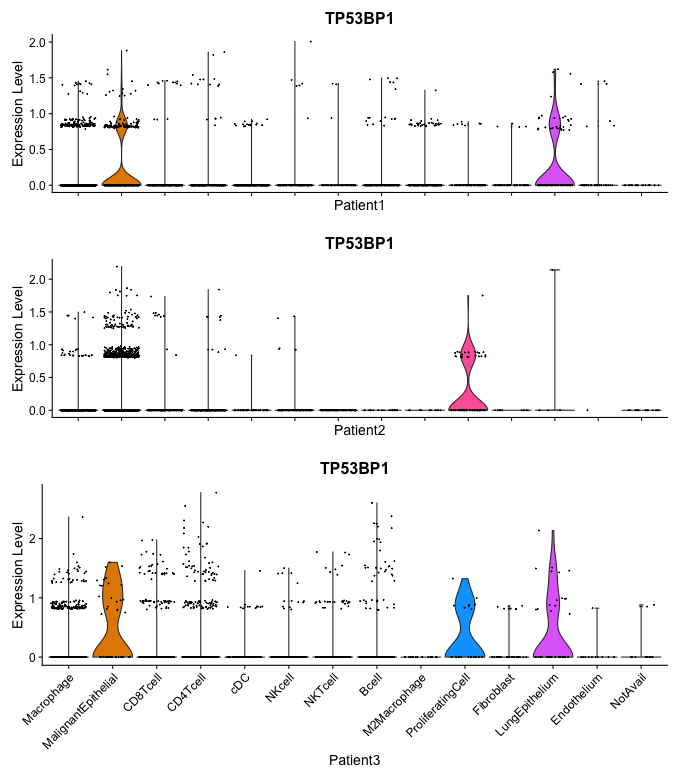 TP53BP1
Expression Level
2.0
1.5
1.0
0.5
0.0
Patient1
TP53BP1
Expression Level
2.0
1.5
1.0
0.5
0.0
Patient2
TP53BP1
Expression Level
2
1
0
Macrophage
MalignantEpithelial
CD8Tcell
CD4Tcell
cDC
NKcell
NKTcell
Bcell
M2Macrophage
ProliferatingCell
Fibroblast
LungEpithelium
Endothelium
NotAvail
Patient3